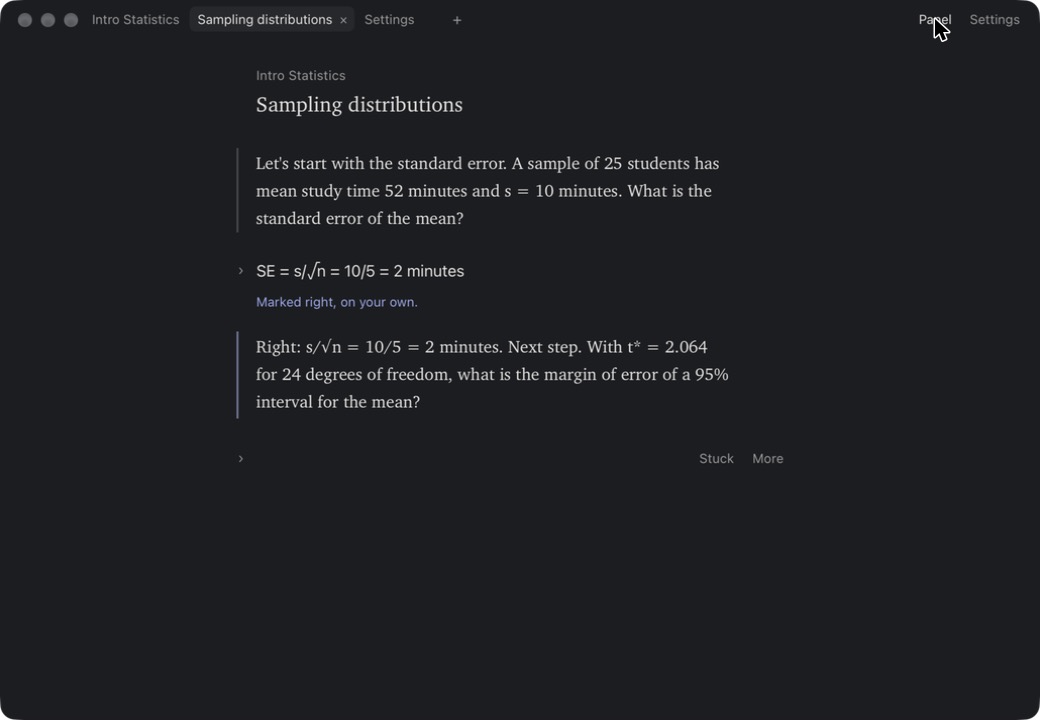 Intro Statistics
Sampling distributions ×
Settings
+
Panel
Settings
Intro Statistics
Sampling distributions
Let's start with the standard error. A sample of 25 students has
mean study time 52 minutes and s = 10 minutes. What is the
standard error of the mean?
› SE = s/√n = 10/5 = 2 minutes
Marked right, on your own.
Right: s/√n = 10/5 = 2 minutes. Next step. With t* = 2.064
for 24 degrees of freedom, what is the margin of error of a 95%
interval for the mean?
›
Stuck
More